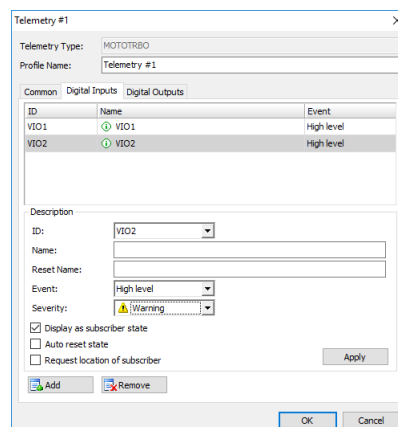 Telemetry #1
Telemetry Type: MOTOTRBO
Profile Name: Telemetry #1
Common Digital Inputs Digital Outputs
ID Name Event
VIO1 VIO1 High level
VIO2 VIO2 High level
Description
ID: VIO2
Name:
Reset Name:
Event: High level
Severity: Warning
Display as subscriber state
Auto reset state
Request location of subscriber
Apply
Add Remove
OK Cancel